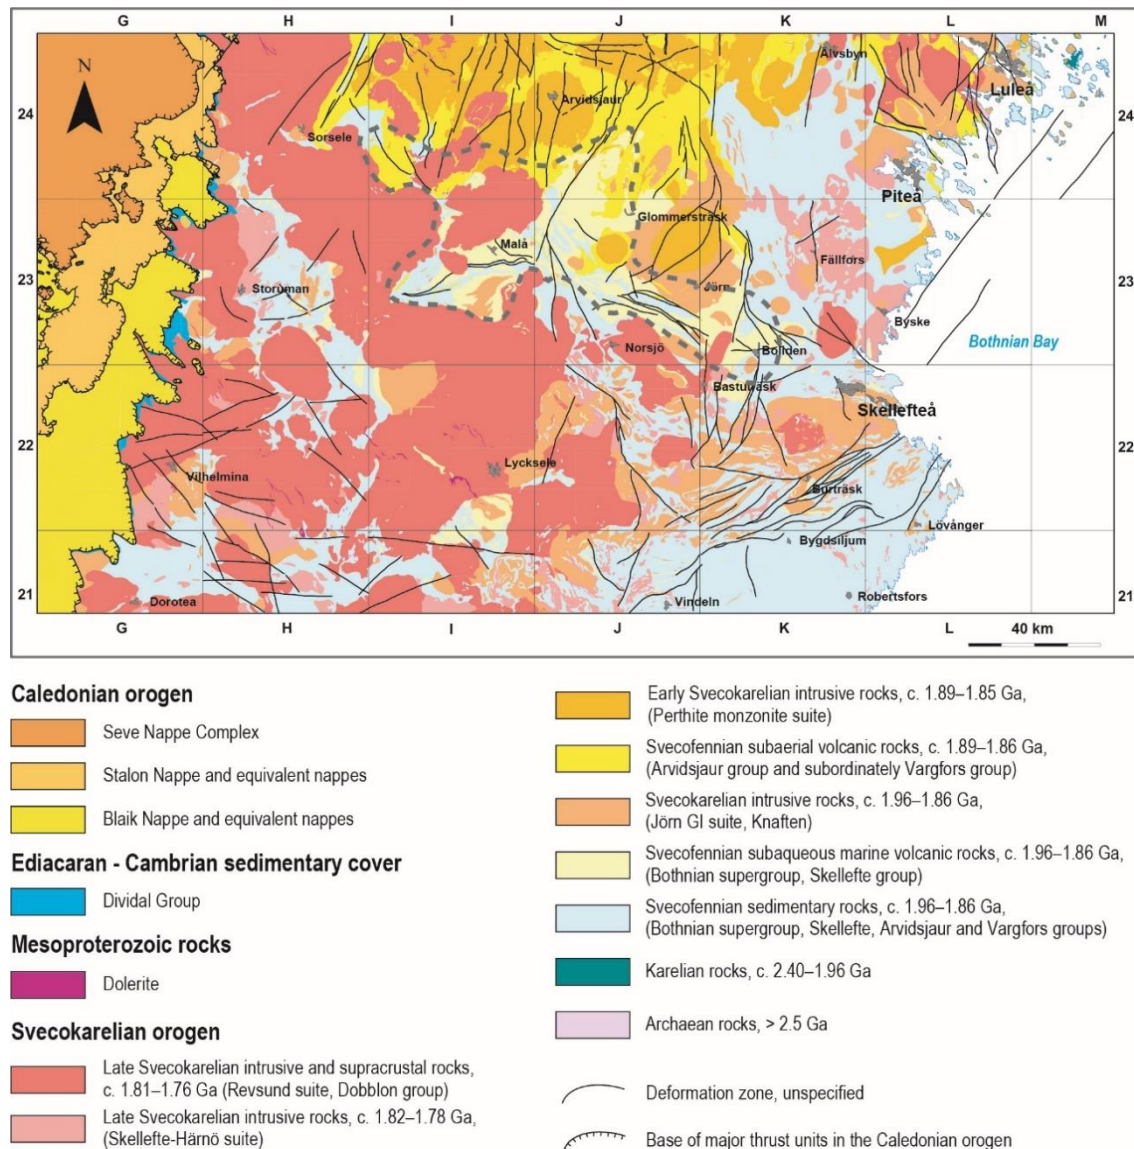 G H I J K L M
N
24 24
Älvsbyn
Luleå
Arvidsjaur
Sorsele
Piteå
Glommersträsk
Malå
Fällfors
23 23
Storuman
Jörn
Byske
Bothnian Bay
Norsjö
Boliden
Bastuträsk
Skellefteå
22 22
Lycksele
Vilhelmina
Burträsk
Lövånger
Bygdsiljum
21 21
Dorotea
Vindeln
Robertsfors
G H I J K L 40 km
Caledonian orogen
Seve Nappe Complex
Stalon Nappe and equivalent nappes
Blaik Nappe and equivalent nappes
Ediacaran - Cambrian sedimentary cover
Dividal Group
Mesoproterozoic rocks
Dolerite
Svecokarelian orogen
Late Svecokarelian intrusive and supracrustal rocks,
c. 1.81–1.76 Ga (Revsund suite, Dobblon group)
Late Svecokarelian intrusive rocks, c. 1.82–1.78 Ga,
(Skellefte-Härnö suite)
Early Svecokarelian intrusive rocks, c. 1.89–1.85 Ga,
(Perthite monzonite suite)
Svecofennian subaerial volcanic rocks, c. 1.89–1.86 Ga,
(Arvidsjaur group and subordinately Vargfors group)
Svecokarelian intrusive rocks, c. 1.96–1.86 Ga,
(Jörn GI suite, Knaften)
Svecofennian subaqueous marine volcanic rocks, c. 1.96–1.86 Ga,
(Bothnian supergroup, Skellefte group)
Svecofennian sedimentary rocks, c. 1.96–1.86 Ga,
(Bothnian supergroup, Skellefte, Arvidsjaur and Vargfors groups)
Karelian rocks, c. 2.40–1.96 Ga
Archaean rocks, > 2.5 Ga
Deformation zone, unspecified
Base of major thrust units in the Caledonian orogen